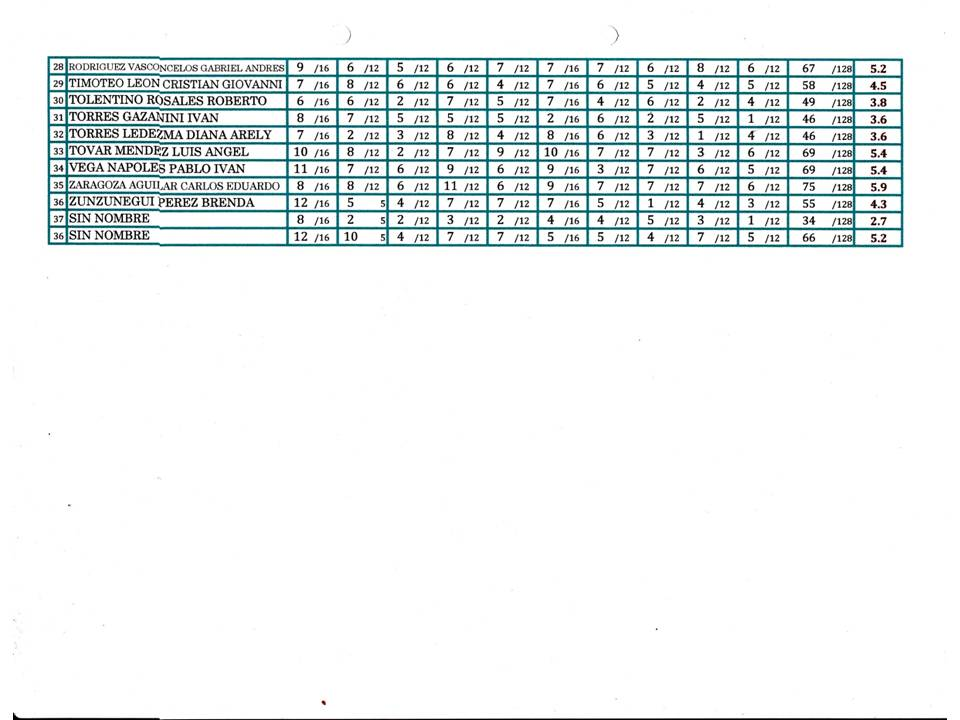 28 RODRIGUEZ VASCONCELOS GABRIEL ANDRES 9 /16 6 /12 5 /12 6 /12 7 /12 7 /16 7 /12 6 /12 8 /12 6 /12 67 /128 5.2
29 TIMOTEO LEON CRISTIAN GIOVANNI 7 /16 8 /12 6 /12 6 /12 4 /12 7 /16 6 /12 5 /12 4 /12 5 /12 58 /128 4.5
30 TOLENTINO ROSALES ROBERTO 6 /16 6 /12 2 /12 7 /12 5 /12 7 /16 4 /12 6 /12 2 /12 4 /12 49 /128 3.8
31 TORRES GAZANINI IVAN 8 /16 7 /12 5 /12 5 /12 5 /12 2 /16 6 /12 2 /12 5 /12 1 /12 46 /128 3.6
32 TORRES LEDEZMA DIANA ARELY 7 /16 2 /12 3 /12 8 /12 4 /12 8 /16 6 /12 3 /12 1 /12 4 /12 46 /128 3.6
33 TOVAR MENDEZ LUIS ANGEL 10 /16 8 /12 2 /12 7 /12 9 /12 10 /16 7 /12 7 /12 3 /12 6 /12 69 /128 5.4
34 VEGA NAPOLES PABLO IVAN 11 /16 7 /12 6 /12 9 /12 6 /12 9 /16 3 /12 7 /12 6 /12 5 /12 69 /128 5.4
35 ZARAGOZA AGUILAR CARLOS EDUARDO 8 /16 8 /12 6 /12 11 /12 6 /12 9 /16 7 /12 7 /12 7 /12 6 /12 75 /128 5.9
36 ZUNZUNEGUI PEREZ BRENDA 12 /16 5 5 4 /12 7 /12 7 /12 7 /16 5 /12 1 /12 4 /12 3 /12 55 /128 4.3
37 SIN NOMBRE 8 /16 2 5 2 /12 3 /12 2 /12 4 /16 4 /12 5 /12 3 /12 1 /12 34 /128 2.7
36 SIN NOMBRE 12 /16 10 5 4 /12 7 /12 7 /12 5 /16 5 /12 4 /12 7 /12 5 /12 66 /128 5.2